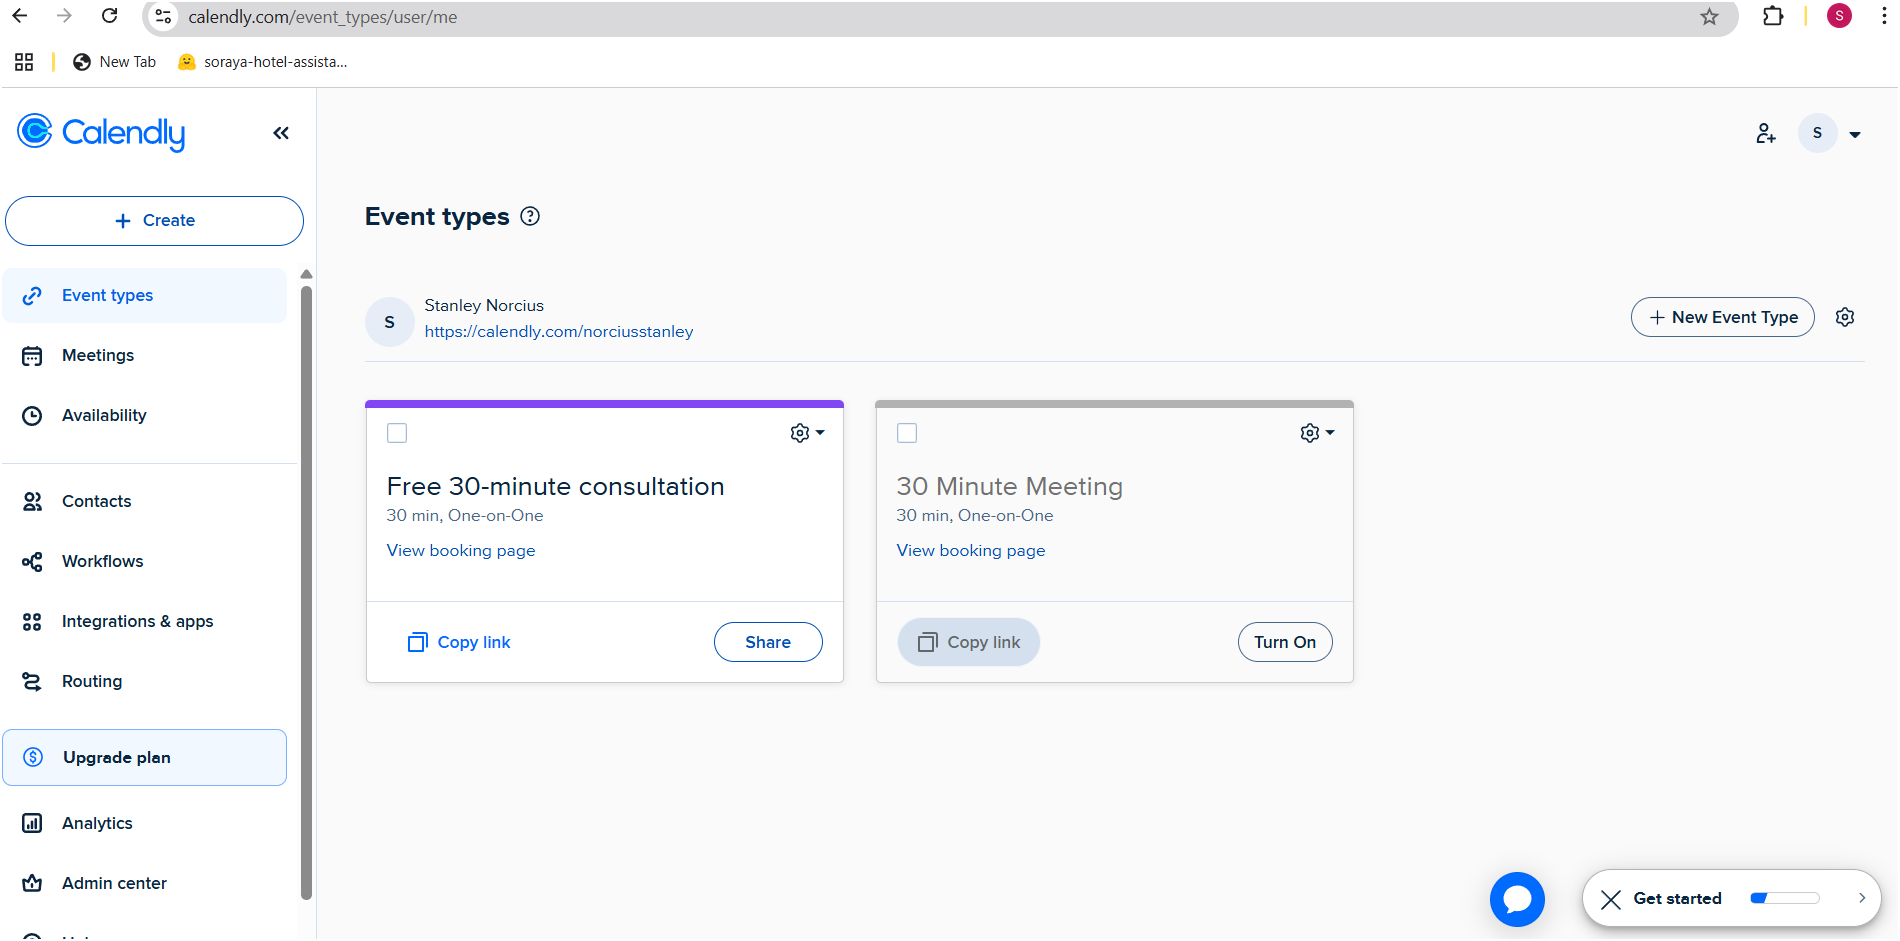 calendly.com/event_types/user/me
S
New Tab
soraya-hotel-assista...
Calendly
S
+ Create
Event types
Meetings
Availability
Contacts
Workflows
Integrations & apps
Routing
Upgrade plan
Analytics
Admin center
Event types
S
Stanley Norcius
https://calendly.com/norciusstanley
+ New Event Type
Free 30-minute consultation
30 min, One-on-One
View booking page
Copy link
Share
30 Minute Meeting
30 min, One-on-One
View booking page
Copy link
Turn On
Get started